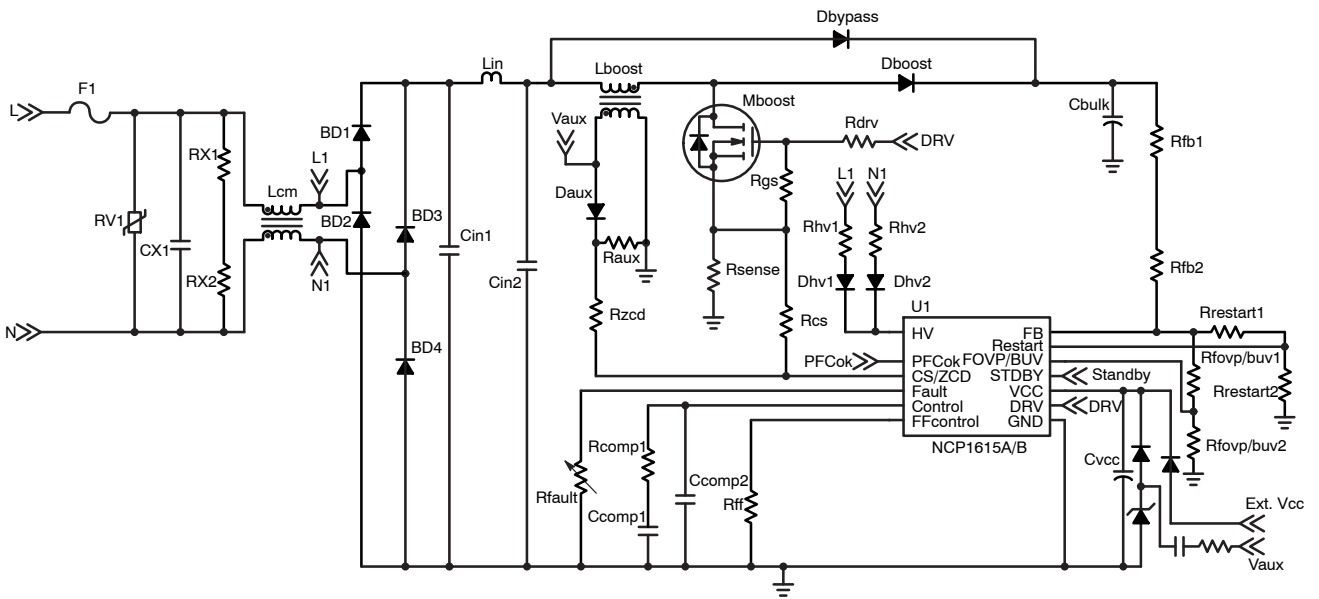 Dbypass
Lin
Lboost
Dboost
F1
L
Mboost
Cbulk
Vaux
BD1
Rdrv
DRV
Rfb1
RX1
L1
Rgs
L1
N1
Lcm
Daux
BD2
BD3
RV1
CX1
Cin1
Rhv1
Rhv2
Raux
Rsense
Rfb2
RX2
N1
Cin2
Dhv1
Dhv2
Rzcd
Rcs
U1
Rrestart1
N
HV
FB
Restart
BD4
PFCok
PFCok
FOVP/BUV
Rfovp/buv1
CS/ZCD
STDBY
Standby
Fault
VCC
Rrestart2
Control
DRV
DRV
FFcontrol
GND
Rcomp1
NCP1615A/B
Rfovp/buv2
Cvcc
Ccomp2
Rfault
Rff
Ext. Vcc
Ccomp1
Vaux